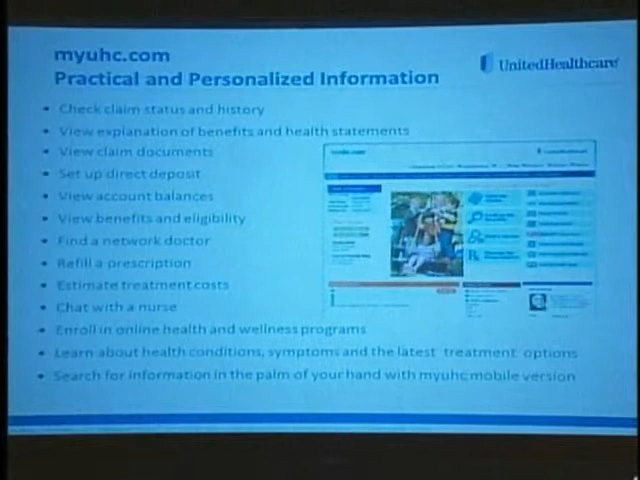 myuhc.com
Practical and Personalized Information
UnitedHealthcare
• Check claim status and history
• View explanation of benefits and health statements
• View claim documents
• Set up direct deposit
• View account balances
• View benefits and eligibility
• Find a network doctor
• Refill a prescription
• Estimate treatment costs
• Chat with a nurse
• Enroll in online health and wellness programs
• Learn about health conditions, symptoms and the latest treatment options
• Search for information in the palm of your hand with myuhc mobile version